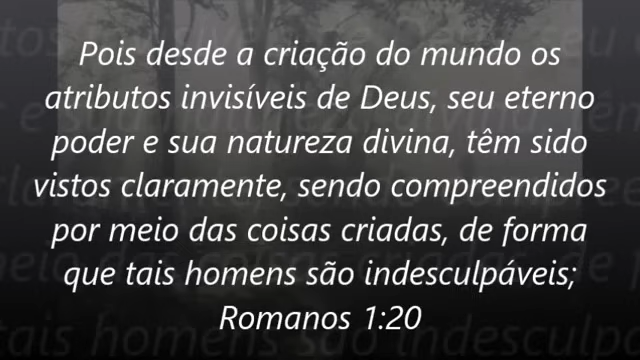 Pois desde a criação do mundo os
atributos invisíveis de Deus, seu eterno
poder e sua natureza divina, têm sido
vistos claramente, sendo compreendidos
por meio das coisas criadas, de forma
que tais homens são indesculpáveis;
Romanos 1:20